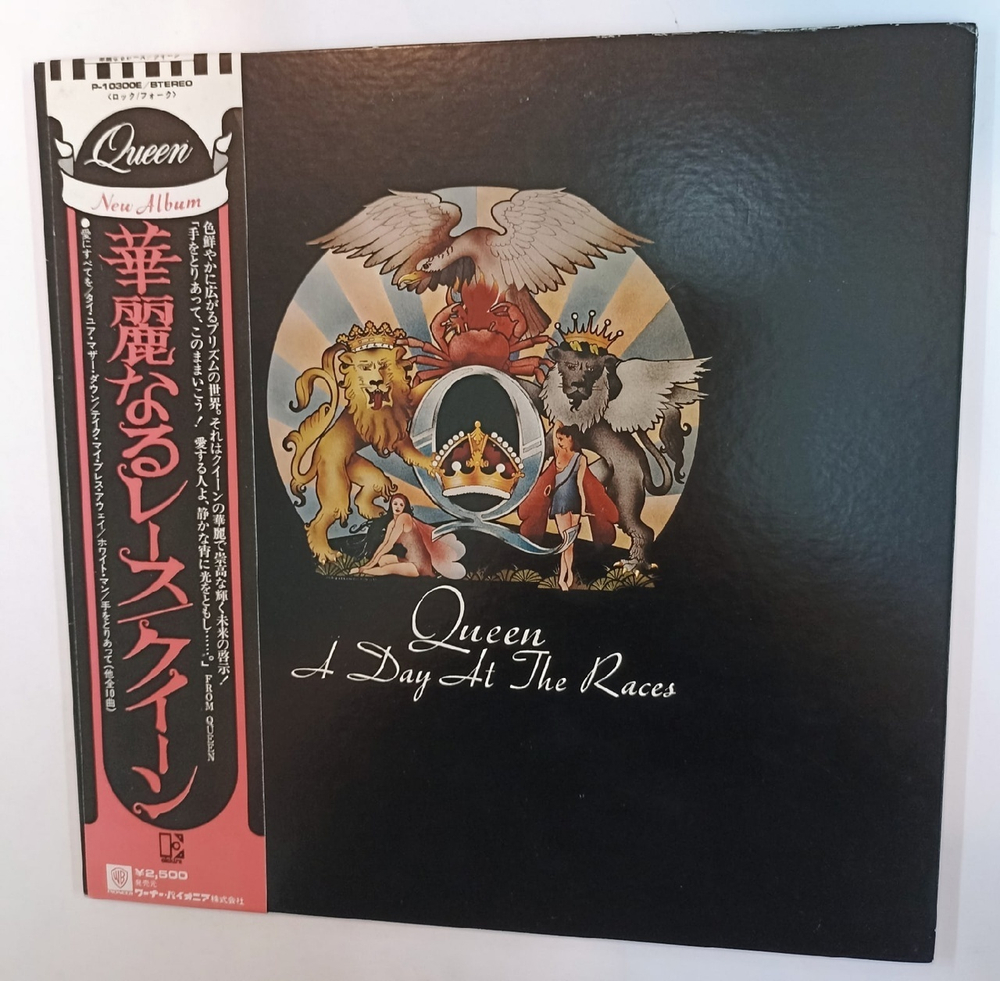 P-10300E/STEREO
〈ロック/フォーク〉
Queen
New Album
色鮮やかに広がるプリズムの世界。それはクイーンの華麗で崇高な輝く未来の啓示!
「手をとりあって、このままいこう! 愛する人よ、静かな宵に光をともし……。」FROM QUEEN
華麗なるレース/クイーン
●愛にすべてを/タイ・ユア・マザー・ダウン/テイク・マイ・ブレス・アウェイ/ホワイト・マン/手をとりあって(他全10曲)
¥2,500
発売元
ワーナー・パイオニア株式会社
Queen
A Day At The Races